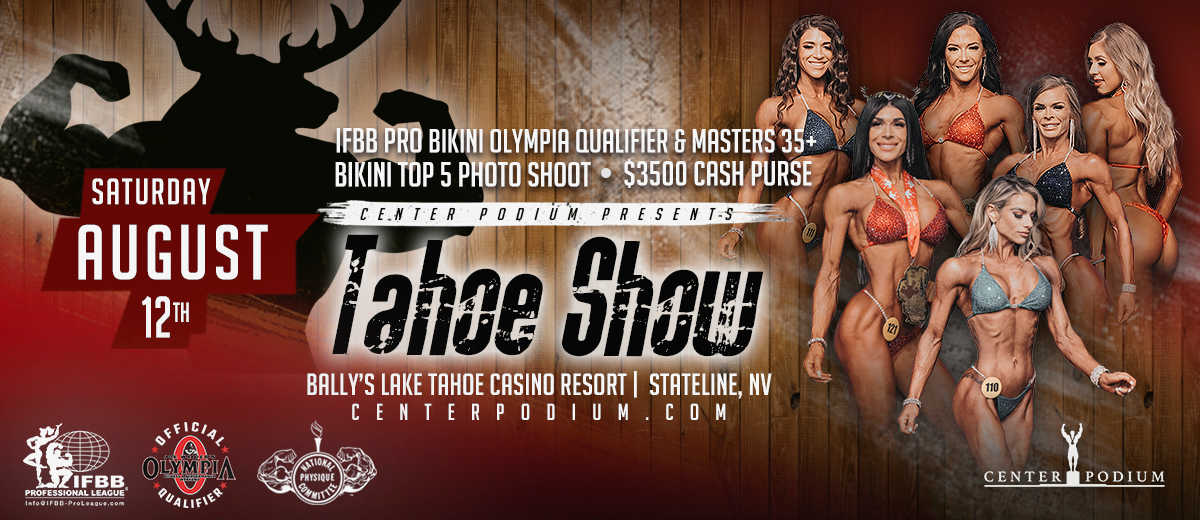 SATURDAY
AUGUST
12TH
IFBB PRO BIKINI OLYMPIA QUALIFIER & MASTERS 35+
BIKINI TOP 5 PHOTO SHOOT • $3500 CASH PURSE
CENTER PODIUM PRESENTS
Tahoe Show
BALLY'S LAKE TAHOE CASINO RESORT | STATELINE, NV
CENTERPODIUM.COM
121
110
IFBB
PROFESSIONAL LEAGUE
Info@IFBB-ProLeague.com
OFFICIAL
OLYMPIA
QUALIFIER
NATIONAL
PHYSIQUE
COMMITTEE
CENTER PODIUM